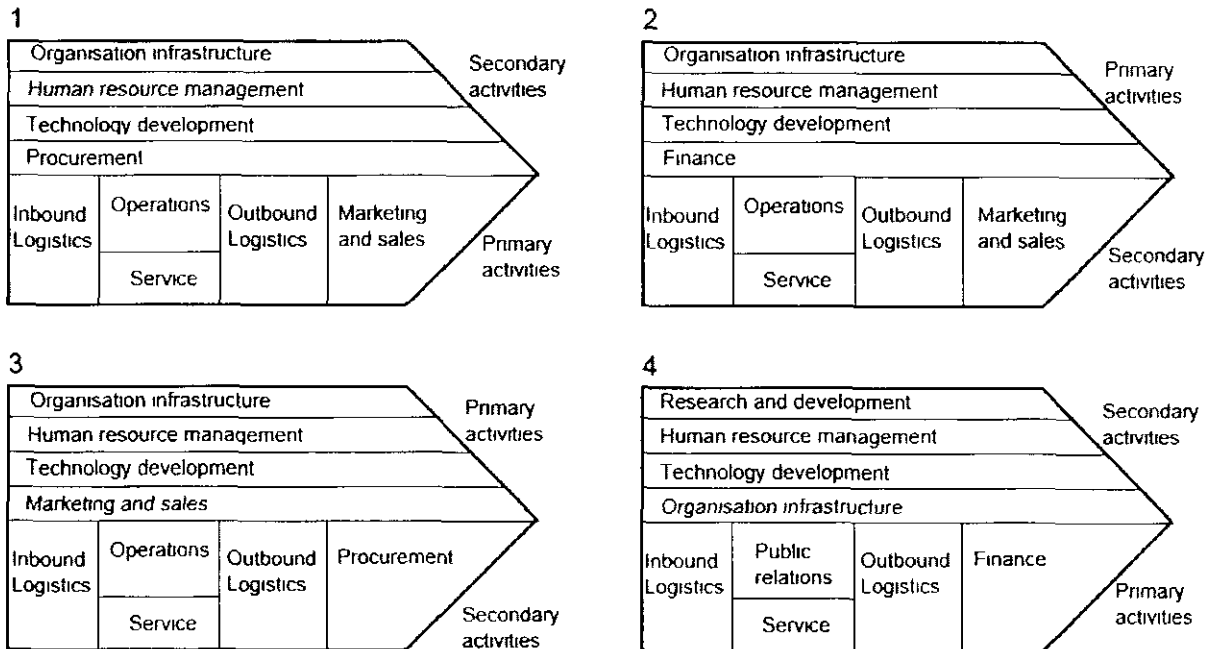 1
Organisation infrastructure
Human resource management
Technology development
Procurement
Secondary
activities
Inbound
Logistics
Operations
Service
Outbound
Logistics
Marketing
and sales
Primary
activities
2
Organisation infrastructure
Human resource management
Technology development
Finance
Primary
activities
Inbound
Logistics
Operations
Service
Outbound
Logistics
Marketing
and sales
Secondary
activities
3
Organisation infrastructure
Human resource management
Technology development
Marketing and sales
Primary
activities
Inbound
Logistics
Operations
Service
Outbound
Logistics
Procurement
Secondary
activities
4
Research and development
Human resource management
Technology development
Organisation infrastructure
Secondary
activities
Inbound
Logistics
Public
relations
Service
Outbound
Logistics
Finance
Primary
activities